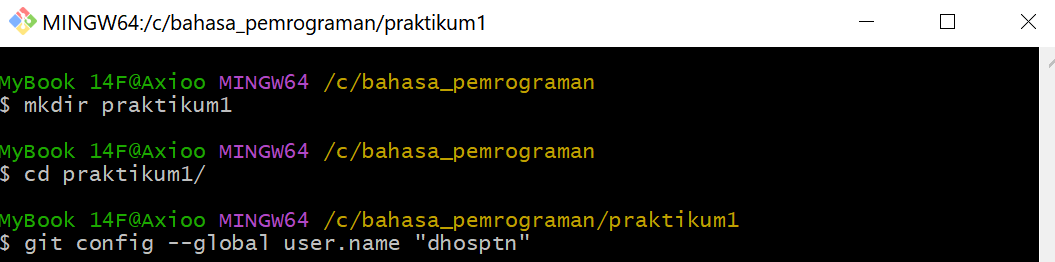 MINGW64:/c/bahasa_pemrograman/praktikum1
MyBook 14F@Axioo MINGW64 /c/bahasa_pemrograman
$ mkdir praktikum1
MyBook 14F@Axioo MINGW64 /c/bahasa_pemrograman
$ cd praktikum1/
MyBook 14F@Axioo MINGW64 /c/bahasa_pemrograman/praktikum1
$ git config --global user.name "dhosptn"